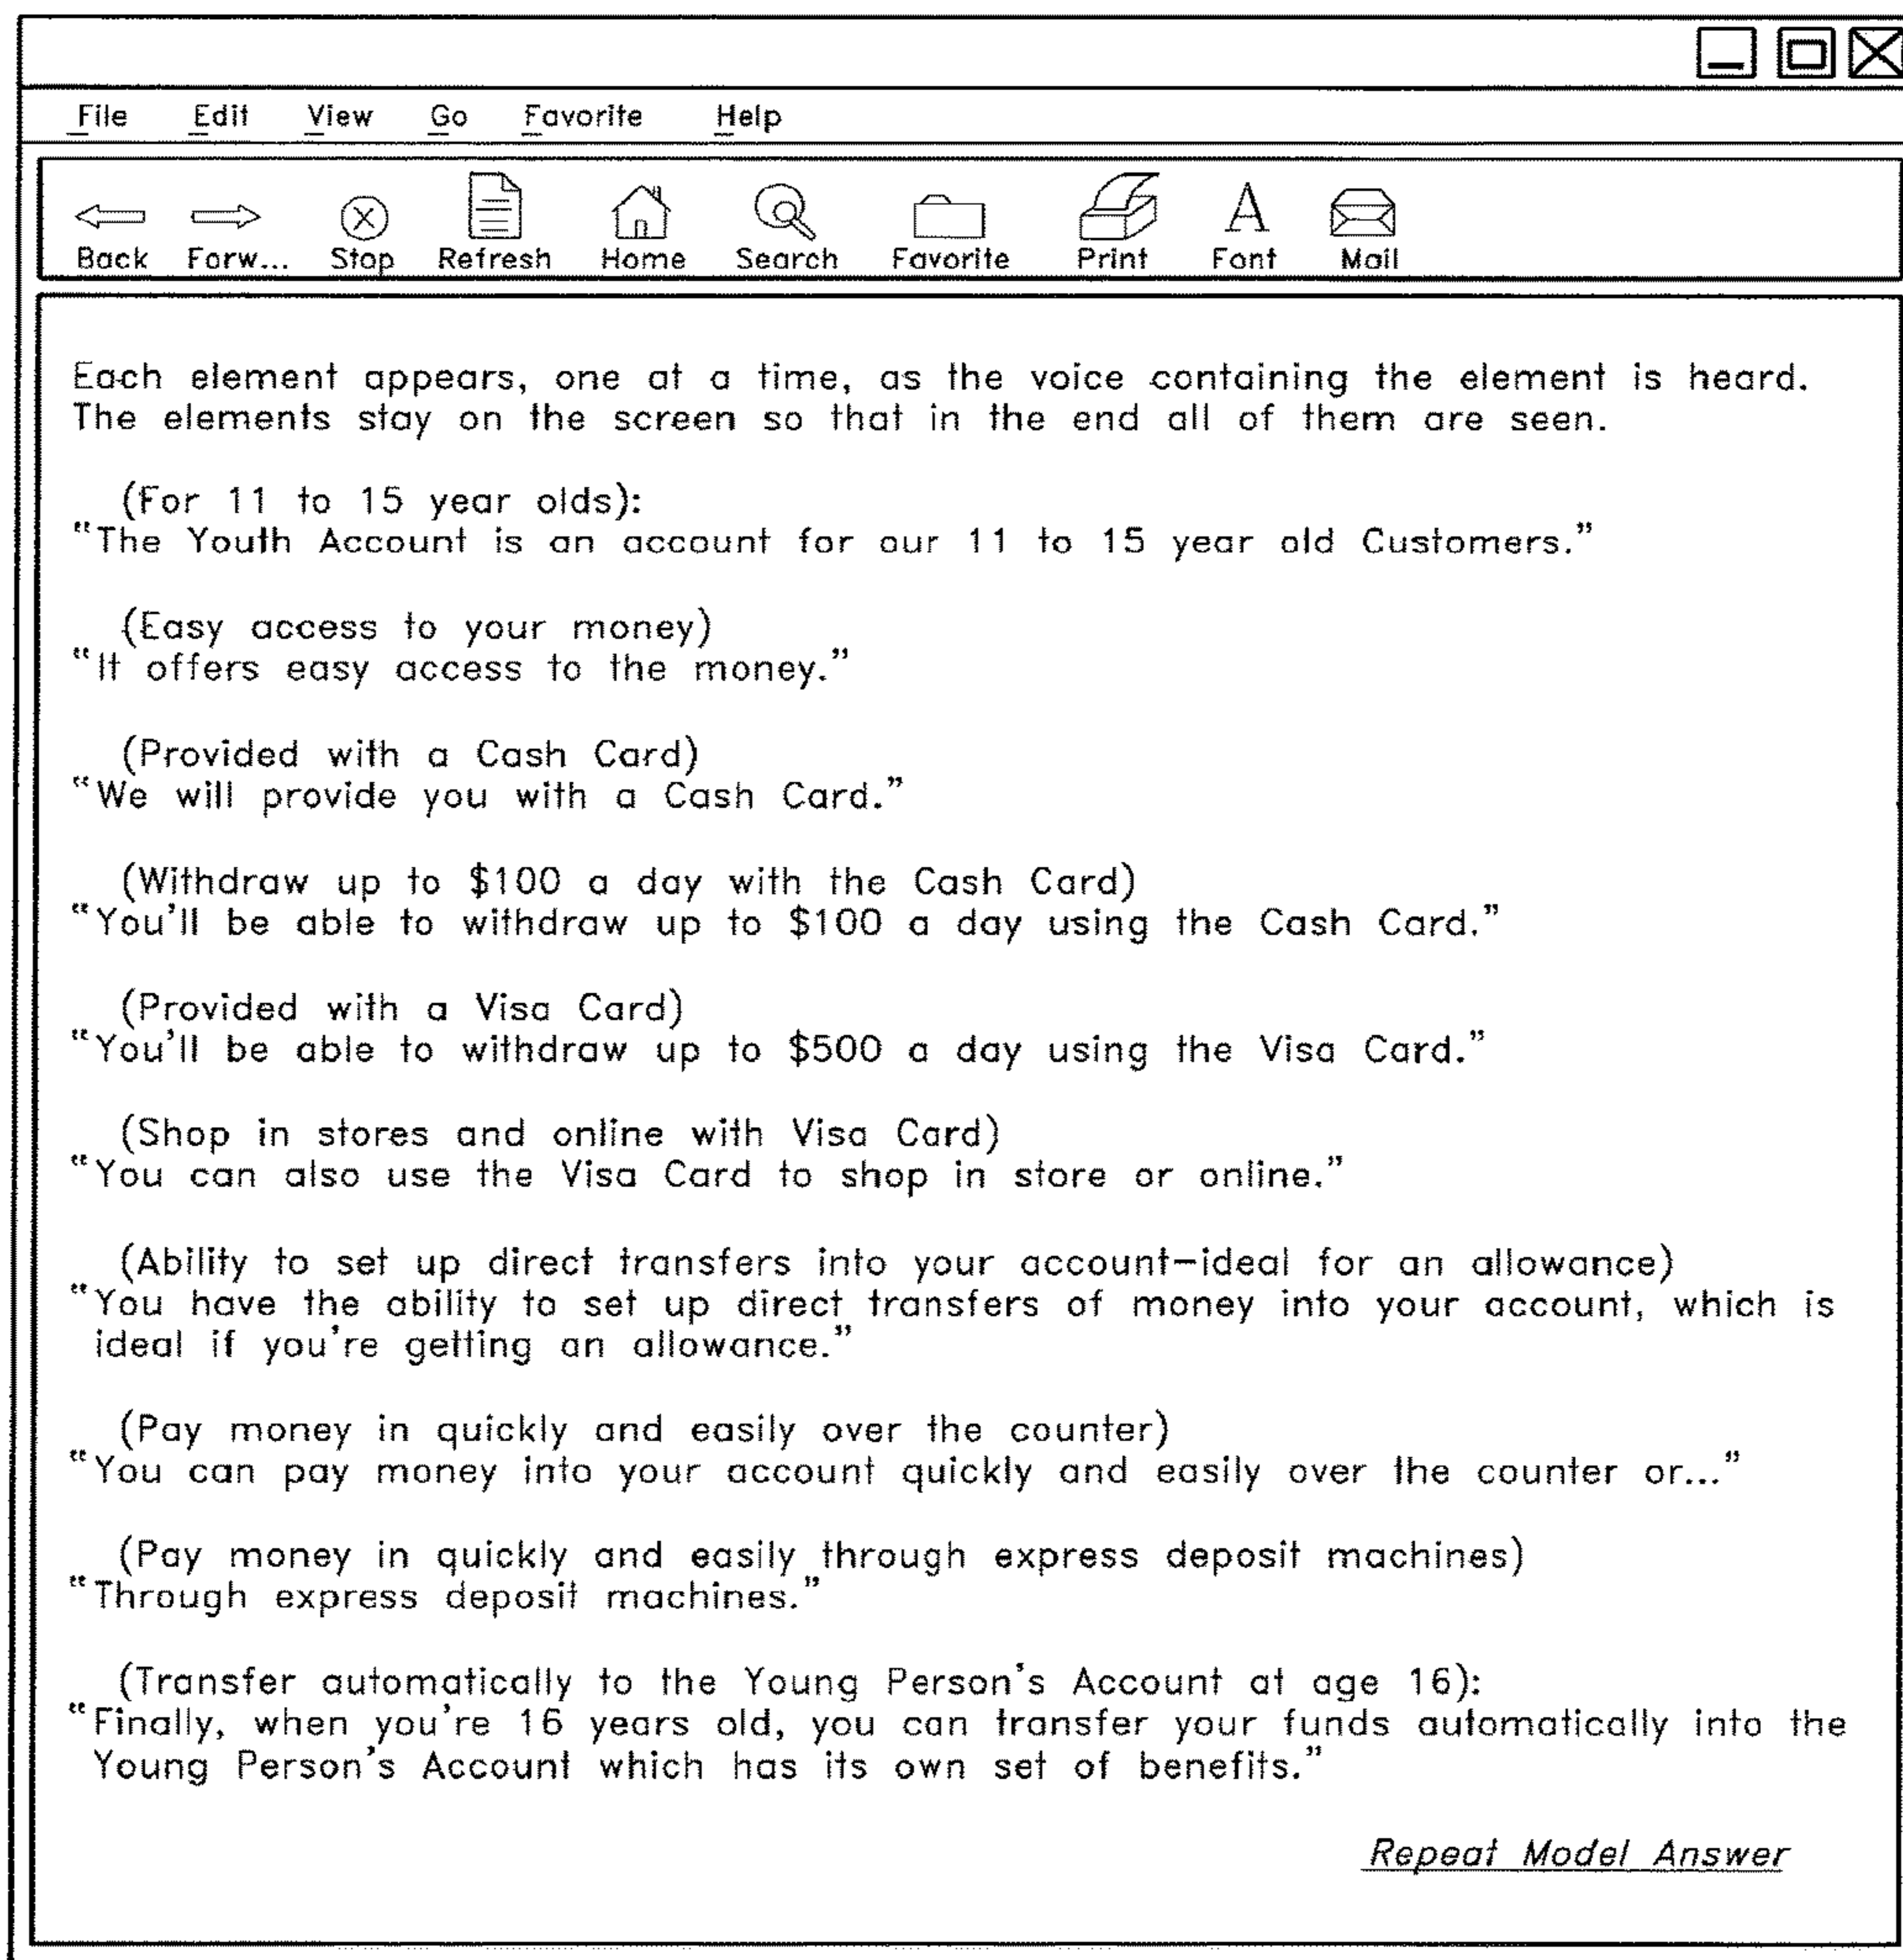 File Edit View Go Favorite Help
Back Forw... Stop Refresh Home Search Favorite Print Font Mail
Each element appears, one at a time, as the voice containing the element is heard.
The elements stay on the screen so that in the end all of them are seen.
(For 11 to 15 year olds):
“The Youth Account is an account for our 11 to 15 year old Customers.”
(Easy access to your money)
“It offers easy access to the money.”
(Provided with a Cash Card)
“We will provide you with a Cash Card.”
(Withdraw up to $100 a day with the Cash Card)
“You'll be able to withdraw up to $100 a day using the Cash Card.”
(Provided with a Visa Card)
“You'll be able to withdraw up to $500 a day using the Visa Card.”
(Shop in stores and online with Visa Card)
“You can also use the Visa Card to shop in store or online.”
(Ability to set up direct transfers into your account-ideal for an allowance)
“You have the ability to set up direct transfers of money into your account, which is
ideal if you're getting an allowance.”
(Pay money in quickly and easily over the counter)
“You can pay money into your account quickly and easily over the counter or...”
(Pay money in quickly and easily through express deposit machines)
“Through express deposit machines.”
(Transfer automatically to the Young Person's Account at age 16):
“Finally, when you're 16 years old, you can transfer your funds automatically into the
Young Person's Account which has its own set of benefits.”
Repeat Model Answer